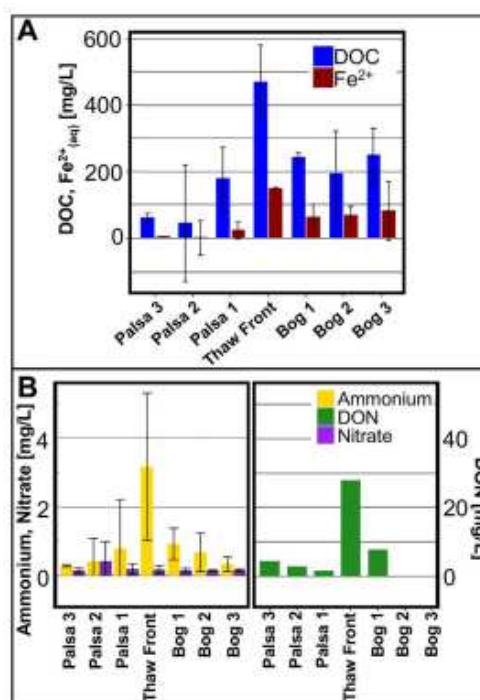 A
600
400
200
0
DOC, Fe²⁺(aq) [mg/L]
DOC
Fe²⁺
Palsa 3
Palsa 2
Palsa 1
Thaw Front
Bog 1
Bog 2
Bog 3
B
4
2
0
Ammonium, Nitrate [mg/L]
Ammonium
DON
Nitrate
40
20
0
DON [mg/L]
Palsa 3
Palsa 2
Palsa 1
Thaw Front
Bog 1
Bog 2
Bog 3
Palsa 3
Palsa 2
Palsa 1
Thaw Front
Bog 1
Bog 2
Bog 3